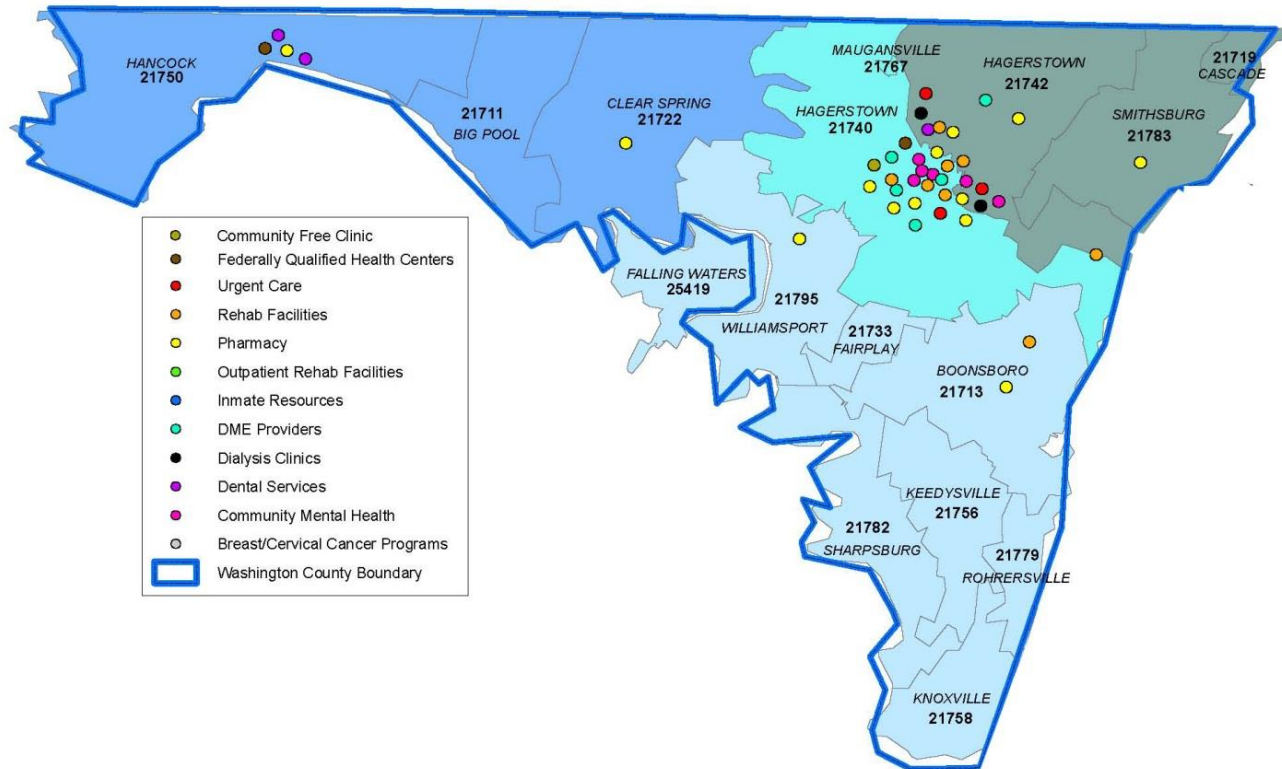 HANCOCK
21750
21711
BIG POOL
CLEAR SPRING
21722
MAUGANSVILLE
21767
HAGERSTOWN
21740
HAGERSTOWN
21742
21719
CASCADE
SMITHSBURG
21783
Community Free Clinic
Federally Qualified Health Centers
Urgent Care
Rehab Facilities
Pharmacy
Outpatient Rehab Facilities
Inmate Resources
DME Providers
Dialysis Clinics
Dental Services
Community Mental Health
Breast/Cervical Cancer Programs
Washington County Boundary
FALLING WATERS
25419
21795
WILLIAMSPORT
21733
FAIRPLAY
BOONSBORO
21713
KEEDYSVILLE
21756
21782
SHARPSBURG
21779
ROHRERSVILLE
KNOXVILLE
21758